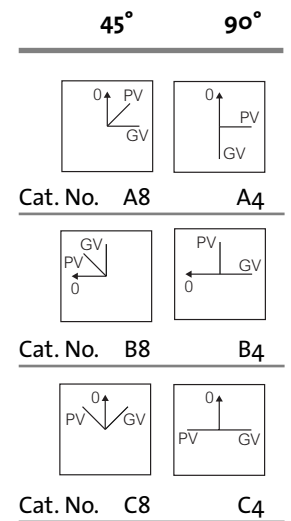 45° 90°
0 PV 0
GV PV
GV
Cat. No. A8 A4
GV PV
PV GV
0 0
Cat. No. B8 B4
0 0
PV GV PV GV
Cat. No. C8 C4